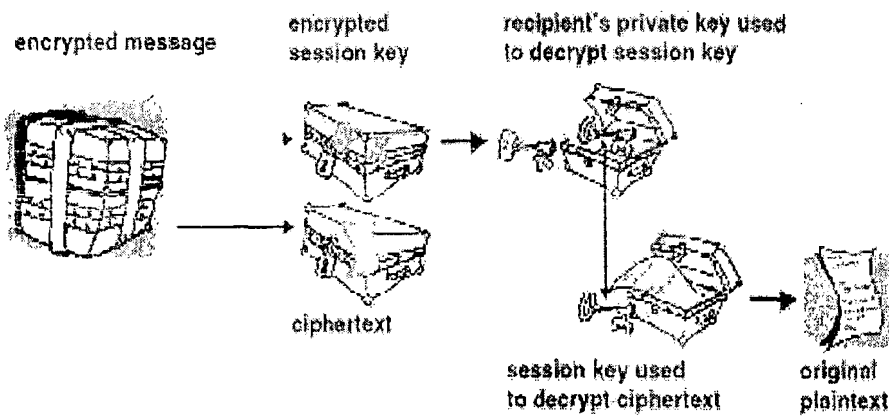 encrypted message
encrypted
session key
recipient's private key used
to decrypt session key
ciphertext
session key used
to decrypt ciphertext
original
plaintext